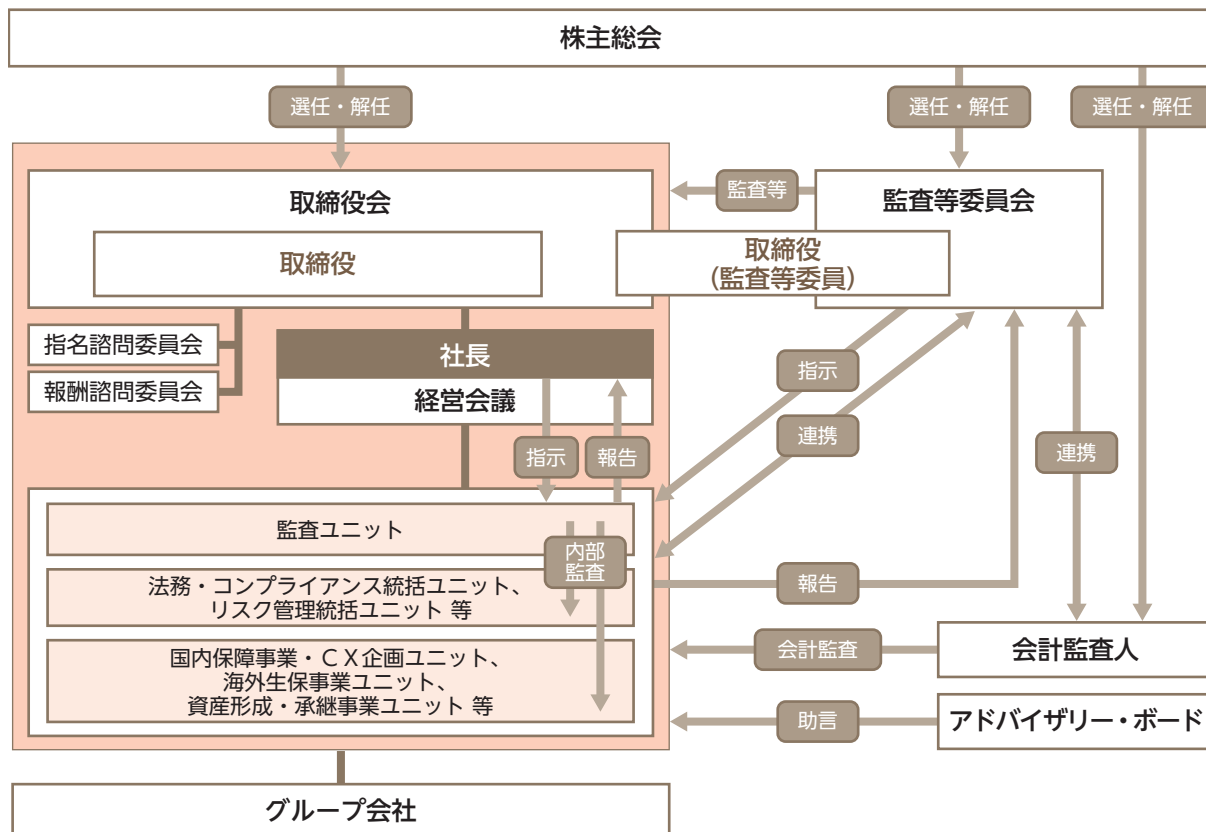 株主総会
選任・解任
選任・解任
選任・解任
取締役会
監査等
監査等委員会
取締役
取締役
(監査等委員)
指名諮問委員会
報酬諮問委員会
社長
経営会議
指示
連携
連携
指示
報告
監査ユニット
内部
監査
法務・コンプライアンス統括ユニット、
リスク管理統括ユニット 等
報告
国内保障事業・CX企画ユニット、
海外生保事業ユニット、
資産形成・承継事業ユニット 等
会計監査
会計監査人
助言
アドバイザリー・ボード
グループ会社